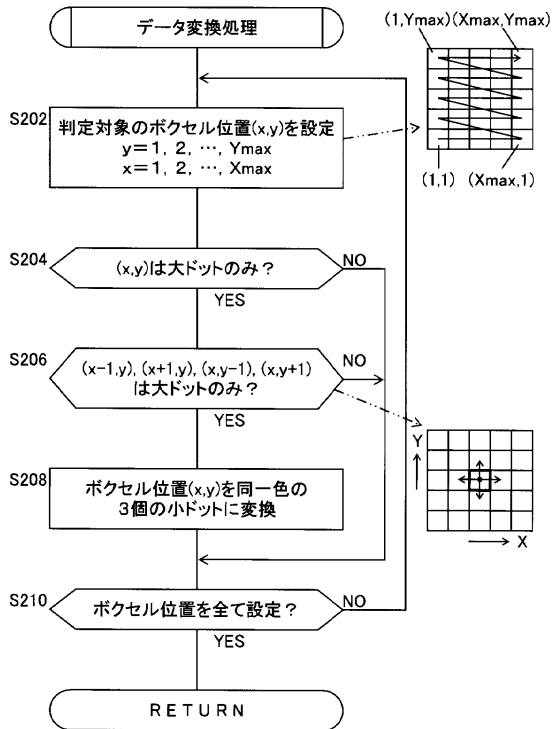 データ変換処理
(1,Ymax)(Xmax,Ymax)
S202
判定対象のボクセル位置(x,y)を設定
y=1, 2, …, Ymax
x=1, 2, …, Xmax
(1,1) (Xmax,1)
S204
(x,y)は大ドットのみ?
NO
YES
S206
(x−1,y), (x+1,y), (x,y−1), (x,y+1)
は大ドットのみ?
NO
YES
Y
X
S208
ボクセル位置(x,y)を同一色の
3個の小ドットに変換
S210
ボクセル位置を全て設定?
NO
YES
RETURN